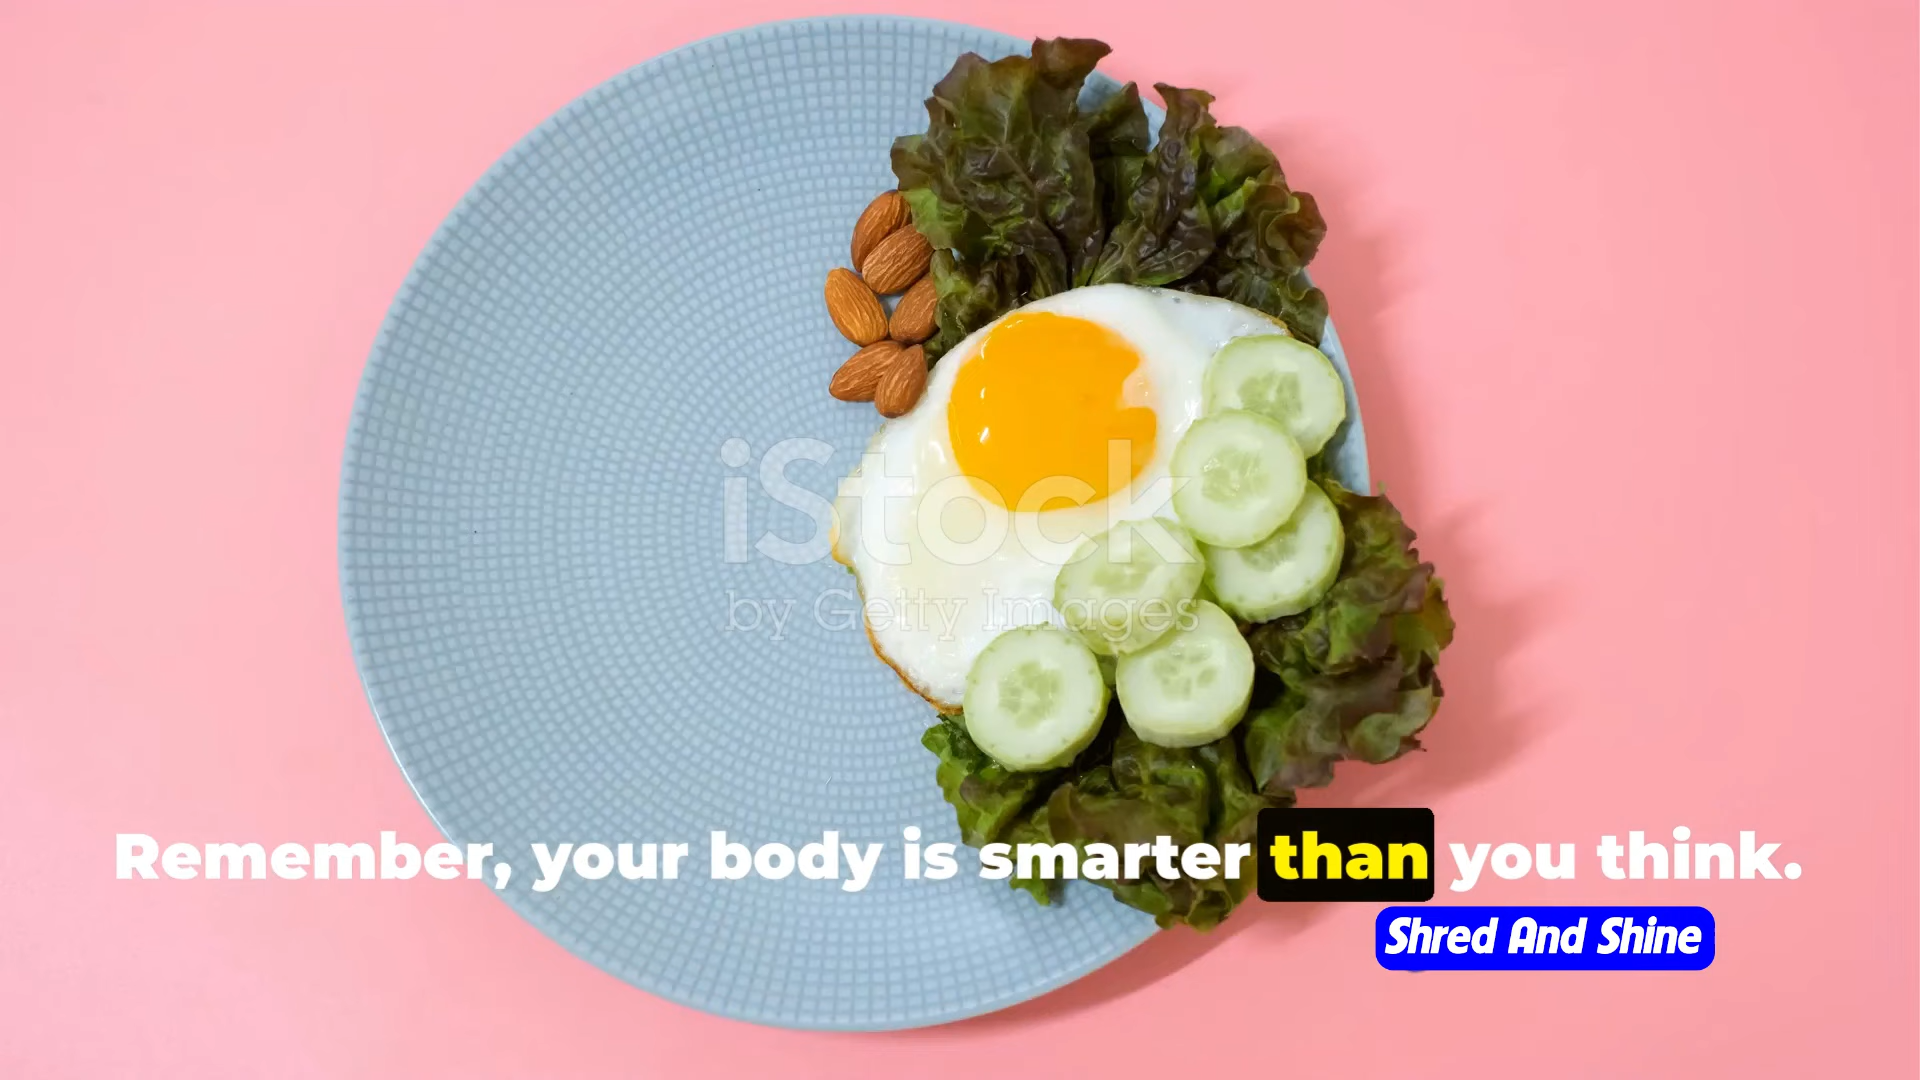 iStock
by Getty Images
Remember, your body is smarter than you think.
Shred And Shine